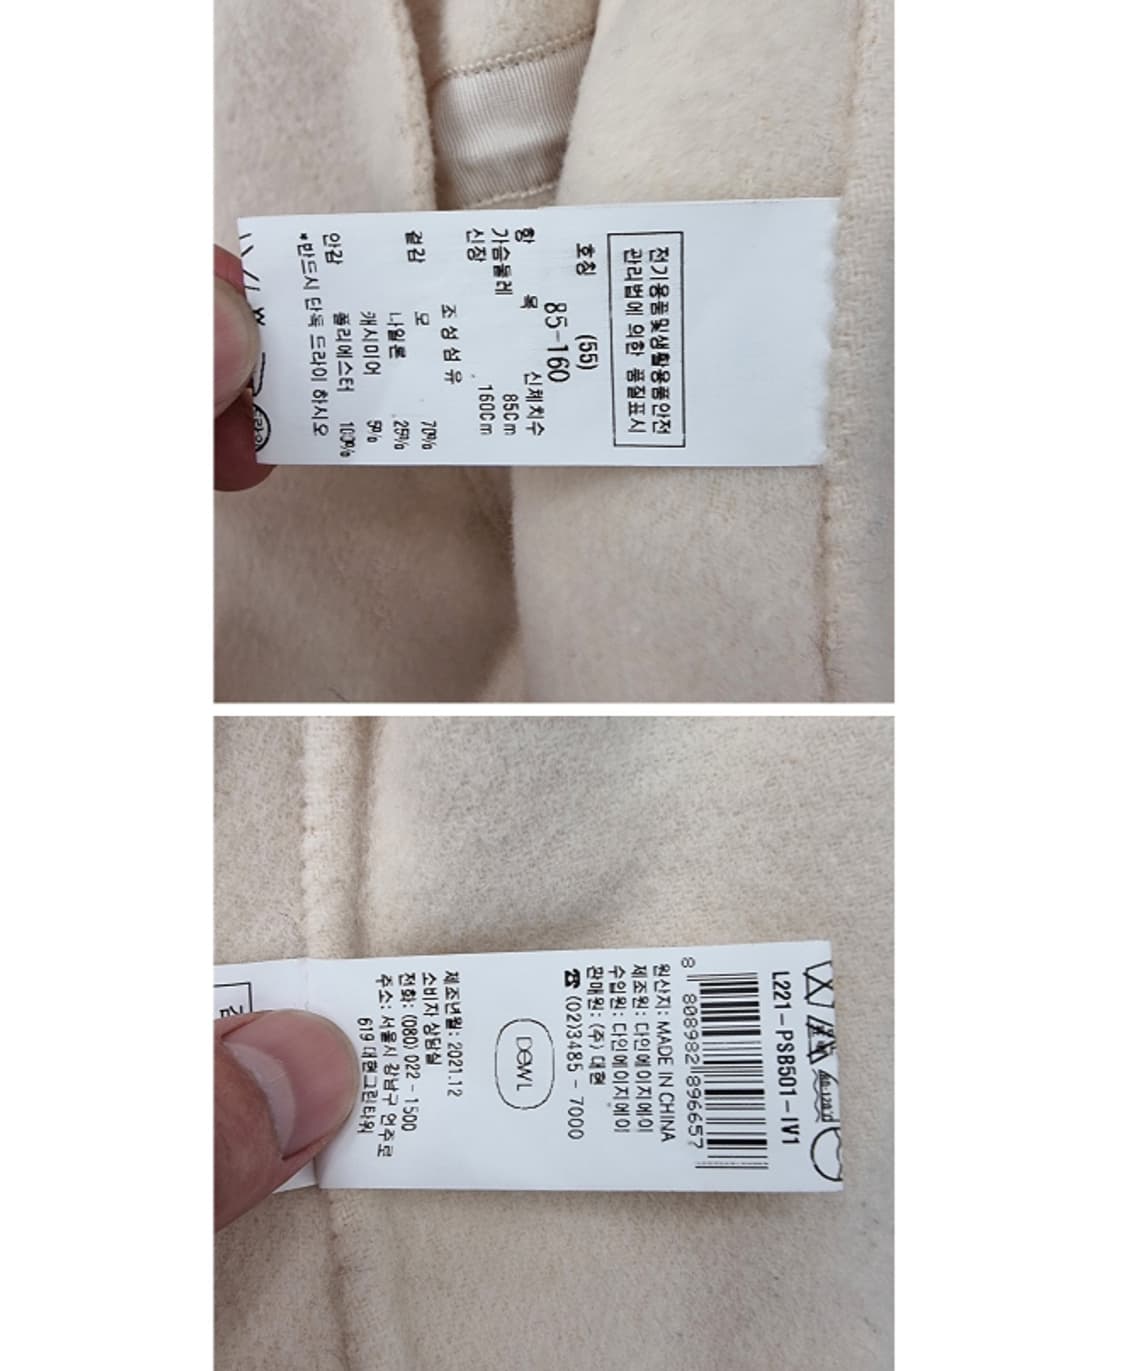 전기용품및생활용품안전
관리법에 의한 품질표시
호칭 (55)
85-160
항 목 신체치수
가슴둘레 85Cm
신장 160Cm
조성섬유
겉감 모 70%
나일론 25%
캐시미어 5%
안감 폴리에스터 100%
*반드시 단독 드라이 하시오
L221-PSB501-IV1
8 808982 896657
원산지: MADE IN CHINA
제조원: 다인에이지에이
수입원: 다인에이지에이
판매원: (주) 대현
☎ (02)3485 - 7000
DEWL
제조년월: 2021.12
소비자 상담실
전화: (080) 022 - 1500
주소: 서울시 강남구 언주로
619 대현그린타워